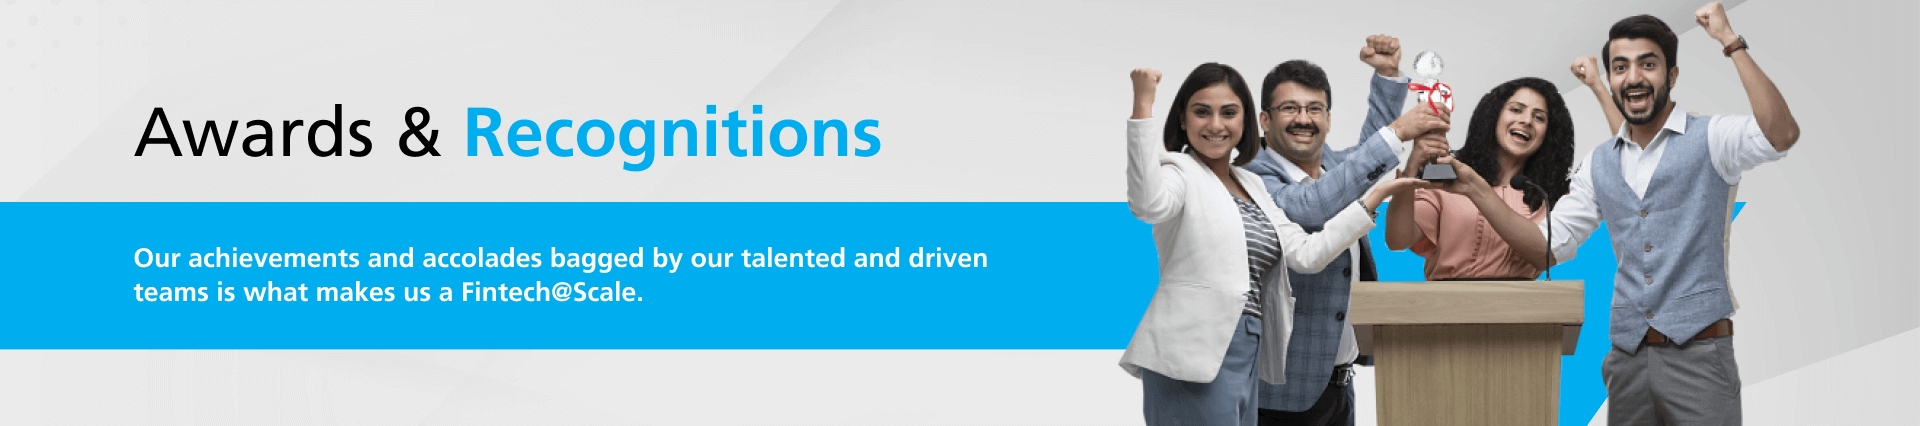 Awards & Recognitions
Our achievements and accolades bagged by our talented and driven
teams is what makes us a Fintech@Scale.